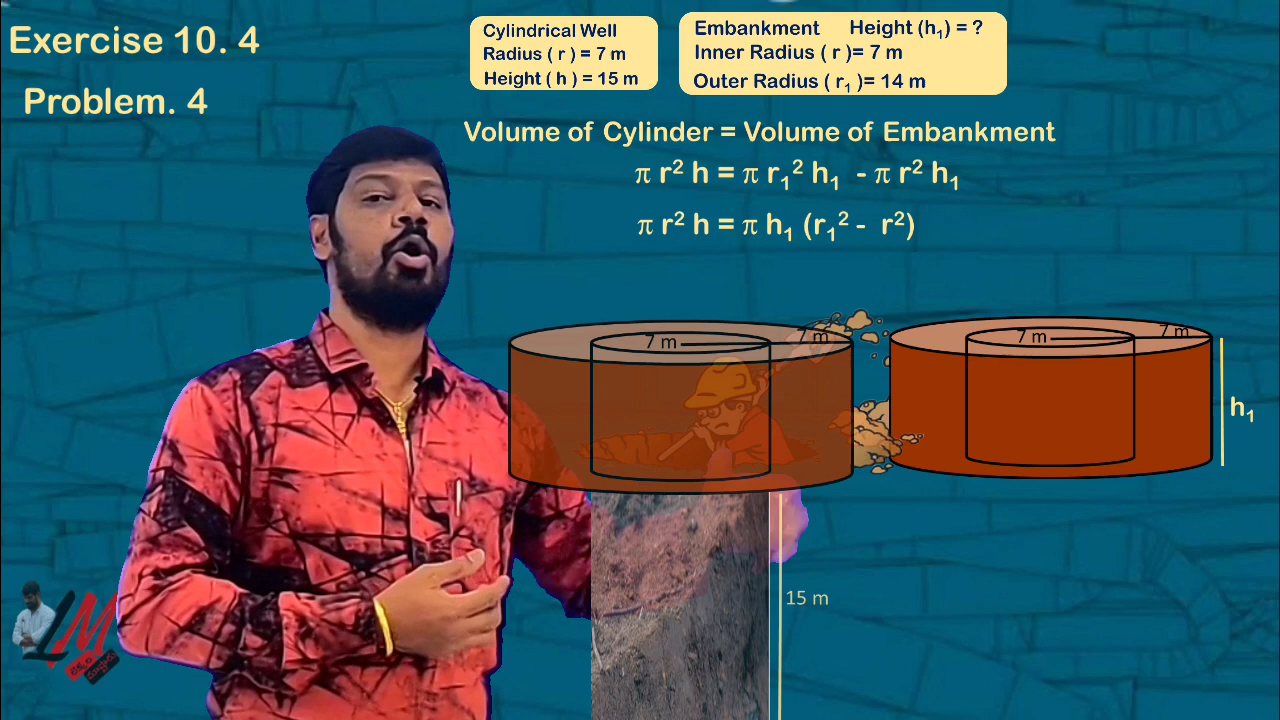 Exercise 10. 4
Problem. 4
Cylindrical Well
Radius ( r ) = 7 m
Height ( h ) = 15 m
Embankment Height (h₁) = ?
Inner Radius ( r )= 7 m
Outer Radius ( r₁ )= 14 m
Volume of Cylinder = Volume of Embankment
π r² h = π r₁² h₁ - π r² h₁
π r² h = π h₁ (r₁² - r²)
7 m 7 m
7 m 7 m
h₁
15 m
LM